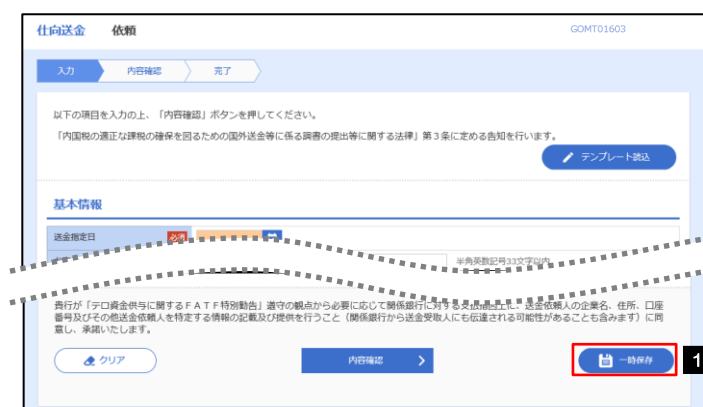 仕向送金 依頼 GOMT01603
入力 内容確認 完了
以下の項目を入力の上、「内容確認」ボタンを押してください。
「内国税の適正な課税の確保を図るための国外送金等に係る調書の提出等に関する法律」第3条に定める告知を行います。
テンプレート読込
基本情報
送金指定日 必須
半角英数記号33文字以内
貴行が「テロ資金供与に関するFATF特別勧告」遵守の観点から必要に応じて関係銀行に対する支払指図上に、送金依頼人の企業名、住所、口座
番号及びその他送金依頼人を特定する情報の記載及び提供を行うこと（関係銀行から送金受取人にも伝達される可能性があることも含みます）に同
意し、承諾いたします。
クリア 内容確認 一時保存 1